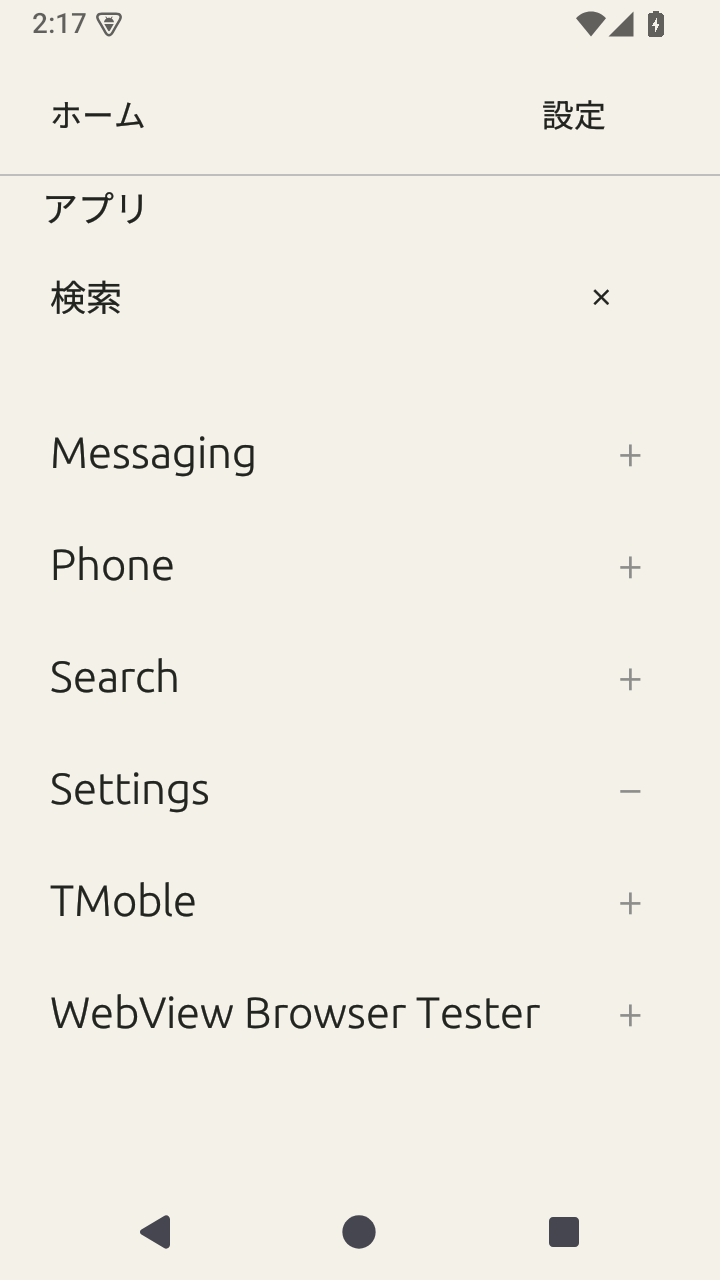 2:17
ホーム 設定
アプリ
検索 ×
Messaging +
Phone +
Search +
Settings −
TMoble +
WebView Browser Tester +